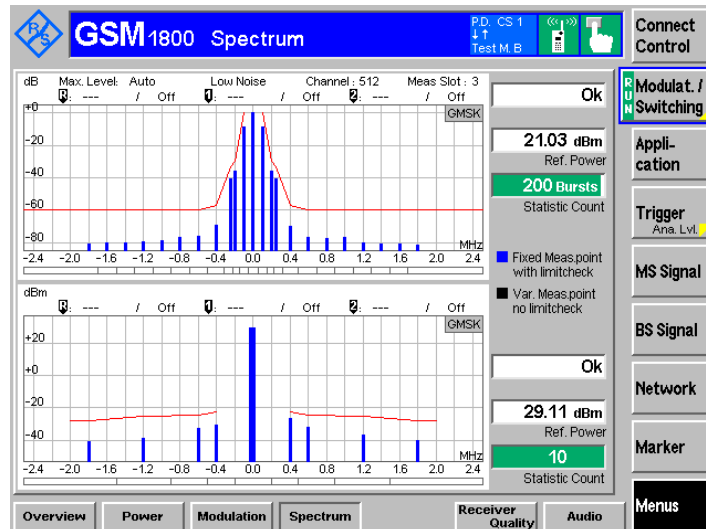 R/S
GSM1800 Spectrum
P.D. CS 1
Test M. B
Connect Control
dB Max. Level: Auto Low Noise Channel : 512 Meas Slot : 3
R: --- / Off 1: --- / Off 2: --- / Off
GMSK
+0
-20
-40
-60
-80
MHz
-2.4 -2.0 -1.6 -1.2 -0.8 -0.4 0.0 0.4 0.8 1.2 1.6 2.0 2.4
Ok
21.03 dBm
Ref. Power
200 Bursts
Statistic Count
Fixed Meas.point
with limitcheck
Var. Meas.point
no limitcheck
dBm
R: --- / Off 1: --- / Off 2: --- / Off
GMSK
+20
+0
-20
-40
MHz
-2.4 -2.0 -1.6 -1.2 -0.8 -0.4 0.0 0.4 0.8 1.2 1.6 2.0 2.4
Ok
29.11 dBm
Ref. Power
10
Statistic Count
RUN
Modulat. /
Switching
Appli-
cation
Trigger
Ana. Lvl.
MS Signal
BS Signal
Network
Marker
Menus
Overview Power Modulation Spectrum Receiver Quality Audio